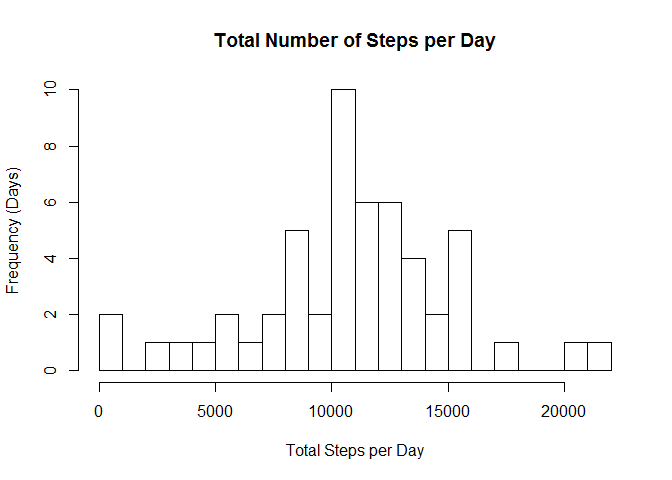 Total Number of Steps per Day
Frequency (Days)
10
8
6
4
2
0
0 5000 10000 15000 20000
Total Steps per Day